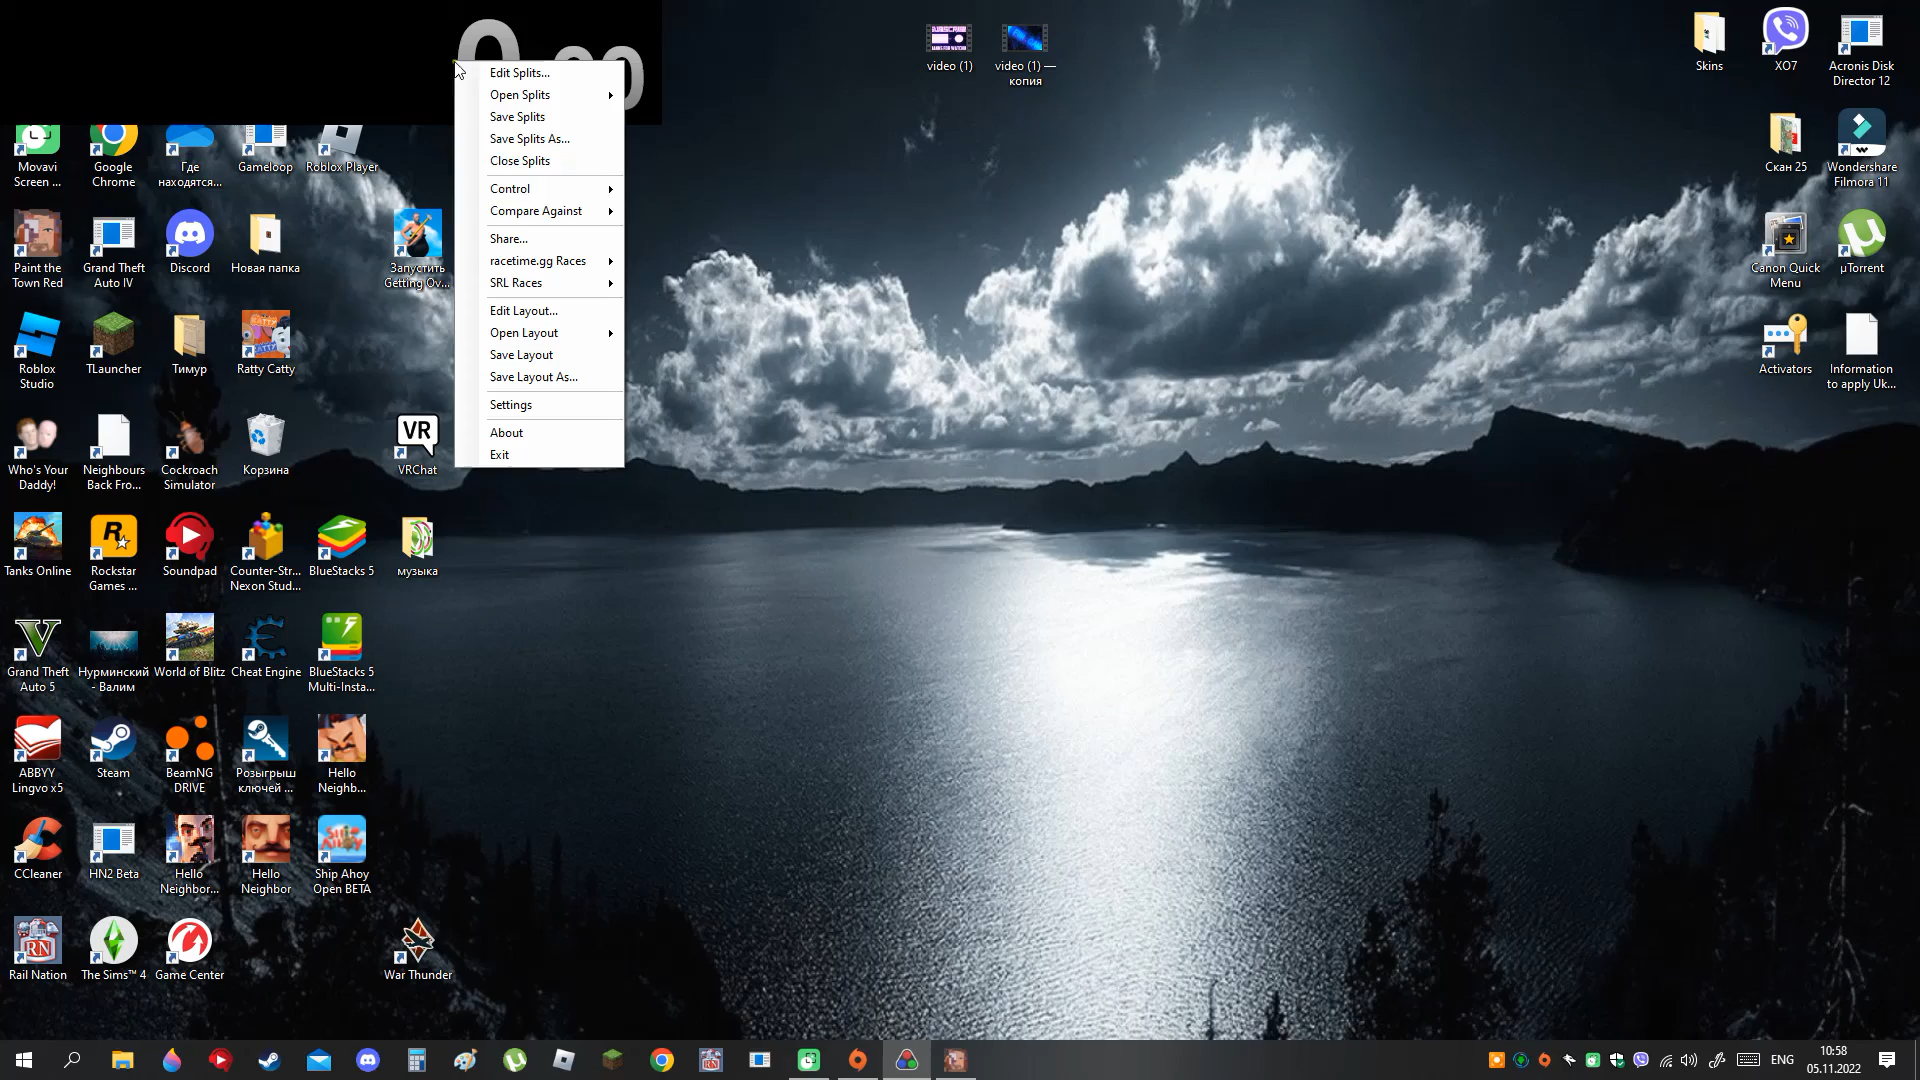 Edit Splits...
Open Splits
Save Splits
Save Splits As...
Close Splits
Control
Compare Against
Share...
racetime.gg Races
SRL Races
Edit Layout...
Open Layout
Save Layout
Save Layout As...
Settings
About
Exit
video (1)
video (1) —
копия
Skins
XO7
Acronis Disk
Director 12
Movavi
Screen ...
Google
Chrome
Где
находятся...
Gameloop
Roblox Player
Скан 25
Wondershare
Filmora 11
Paint the
Town Red
Grand Theft
Auto IV
Discord
Новая папка
Запустить
Getting Ov...
Canon Quick
Menu
µTorrent
Roblox
Studio
TLauncher
Тимур
Ratty Catty
Activators
Information
to apply Uk...
Who's Your
Daddy!
Neighbours
Back Fro...
Cockroach
Simulator
Корзина
VR
VRChat
Tanks Online
Rockstar
Games ...
Soundpad
Counter-Str...
Nexon Stud...
BlueStacks 5
музыка
Grand Theft
Auto 5
Нурминский
- Валим
World of Blitz
Cheat Engine
BlueStacks 5
Multi-Insta...
ABBYY
Lingvo x5
Steam
BeamNG
DRIVE
Розыгрыш
ключей ...
Hello
Neighb...
CCleaner
HN2 Beta
Hello
Neighbor...
Hello
Neighbor
Ship Ahoy
Open BETA
Rail Nation
The Sims™ 4
Game Center
War Thunder
ENG
10:58
05.11.2022